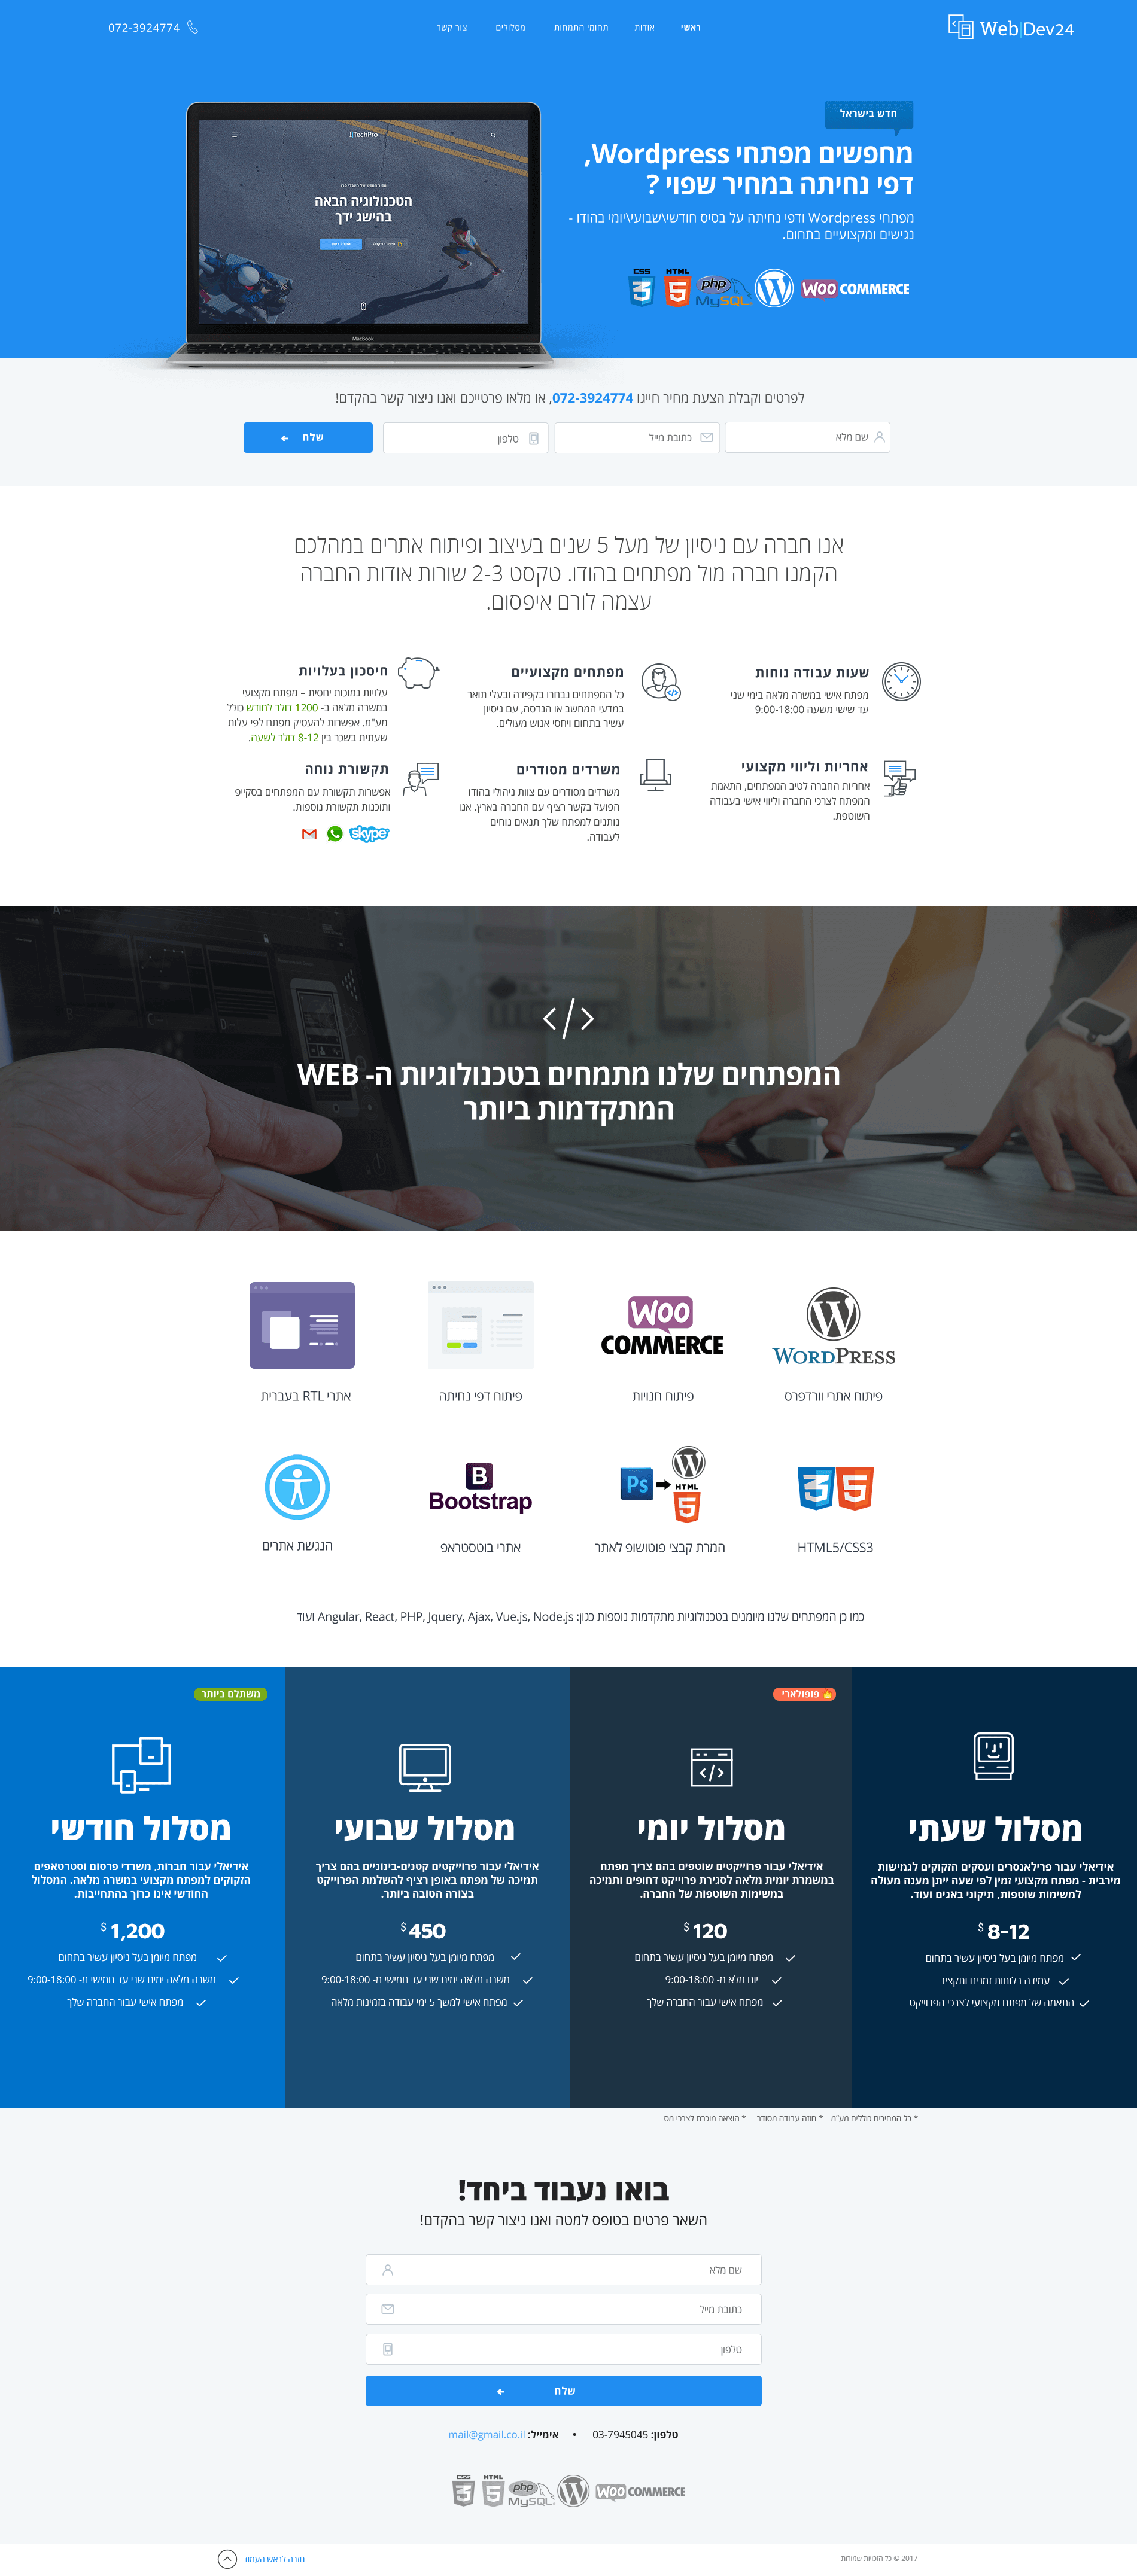 Web|Dev24
ראשי
אודות
תחומי התמחות
מסלולים
צור קשר
072-3924774
חדש בישראל
מחפשים מפתחי Wordpress,
דפי נחיתה במחיר שפוי ?
מפתחי Wordpress ודפי נחיתה על בסיס חודשי\שבועי\יומי בהודו -
נגישים ומקצועיים בתחום.
WOO COMMERCE
php
MySQL
HTML
5
CSS
3
TechPro
הטכנולוגיה הבאה
בהישג ידך
MacBook
לפרטים וקבלת הצעת מחיר חייגו 072-3924774, או מלאו פרטייכם ואנו ניצור קשר בהקדם!
שם מלא
כתובת מייל
טלפון
שלח
אנו חברה עם ניסיון של מעל 5 שנים בעיצוב ופיתוח אתרים במהלכם
הקמנו חברה מול מפתחים בהודו. טקסט 2-3 שורות אודות החברה
עצמה לורם איפסום.
שעות עבודה נוחות
מפתח אישי במשרה מלאה בימי שני
עד שישי משעה 9:00-18:00
מפתחים מקצועיים
כל המפתחים נבחרו בקפידה ובעלי תואר
במדעי המחשב או הנדסה, עם ניסיון
עשיר בתחום ויחסי אנוש מעולים.
חיסכון בעלויות
עלויות נמוכות יחסית – מפתח מקצועי
במשרה מלאה ב- 1200 דולר לחודש כולל
מע"מ. אפשרות להעסיק מפתח לפי עלות
שעתית בשכר בין 8-12 דולר לשעה.
אחריות וליווי מקצועי
אחריות החברה לטיב המפתחים, התאמת
המפתח לצרכי החברה וליווי אישי בעבודה
השוטפת.
משרדים מסודרים
משרדים מסודרים עם צוות ניהולי בהודו
הפועל בקשר רציף עם החברה בארץ. אנו
נותנים למפתח שלך תנאים נוחים
לעבודה.
תקשורת נוחה
אפשרות תקשורת עם המפתחים בסקייפ
ותוכנות תקשורת נוספות.
skype
המפתחים שלנו מתמחים בטכנולוגיות ה- WEB
המתקדמות ביותר
WORDPRESS
פיתוח אתרי וורדפרס
WOO COMMERCE
פיתוח חנויות
פיתוח דפי נחיתה
אתרי RTL בעברית
HTML5/CSS3
Ps
HTML
5
המרת קבצי פוטושופ לאתר
B
Bootstrap
אתרי בוטסטראפ
הנגשת אתרים
כמו כן המפתחים שלנו מיומנים בטכנולוגיות מתקדמות נוספות כגון: Angular, React, PHP, Jquery, Ajax, Vue.js, Node.js ועוד
מסלול שעתי
אידיאלי עבור פרילאנסרים ועסקים הזקוקים לגמישות
מירבית - מפתח מקצועי זמין לפי שעה ייתן מענה מעולה
למשימות שוטפות, תיקוני באגים ועוד.
8-12 $
מפתח מיומן בעל ניסיון עשיר בתחום
עמידה בלוחות זמנים ותקציב
התאמה של מפתח מקצועי לצרכי הפרוייקט
פופולארי
מסלול יומי
אידיאלי עבור פרוייקטים שוטפים בהם צריך מפתח
במשמרת יומית מלאה לסגירת פרוייקט דחופים ותמיכה
במשימות השוטפות של החברה.
120 $
מפתח מיומן בעל ניסיון עשיר בתחום
יום מלא מ- 9:00-18:00
מפתח אישי עבור החברה שלך
מסלול שבועי
אידיאלי עבור פרוייקטים קטנים-בינוניים בהם צריך
תמיכה של מפתח באופן רציף להשלמת הפרוייקט
בצורה הטובה ביותר.
450 $
מפתח מיומן בעל ניסיון עשיר בתחום
משרה מלאה ימים שני עד חמישי מ- 9:00-18:00
מפתח אישי למשך 5 ימי עבודה בזמינות מלאה
משתלם ביותר
מסלול חודשי
אידיאלי עבור חברות, משרדי פרסום וסטרטאפים
הזקוקים למפתח מקצועי במשרה מלאה. המסלול
החודשי אינו כרוך בהתחייבות.
1,200 $
מפתח מיומן בעל ניסיון עשיר בתחום
משרה מלאה ימים שני עד חמישי מ- 9:00-18:00
מפתח אישי עבור החברה שלך
* כל המחירים כוללים מע"מ * חוזה עבודה מסודר * הוצאה מוכרת לצרכי מס
בואו נעבוד ביחד!
השאר פרטים בטופס למטה ואנו ניצור קשר בהקדם!
שם מלא
כתובת מייל
טלפון
שלח
טלפון: 03-7945045 • אימייל: mail@gmail.co.il
WOO COMMERCE
php
MySQL
HTML
5
CSS
3
2017 © כל הזכויות שמורות
חזרה לראש העמוד